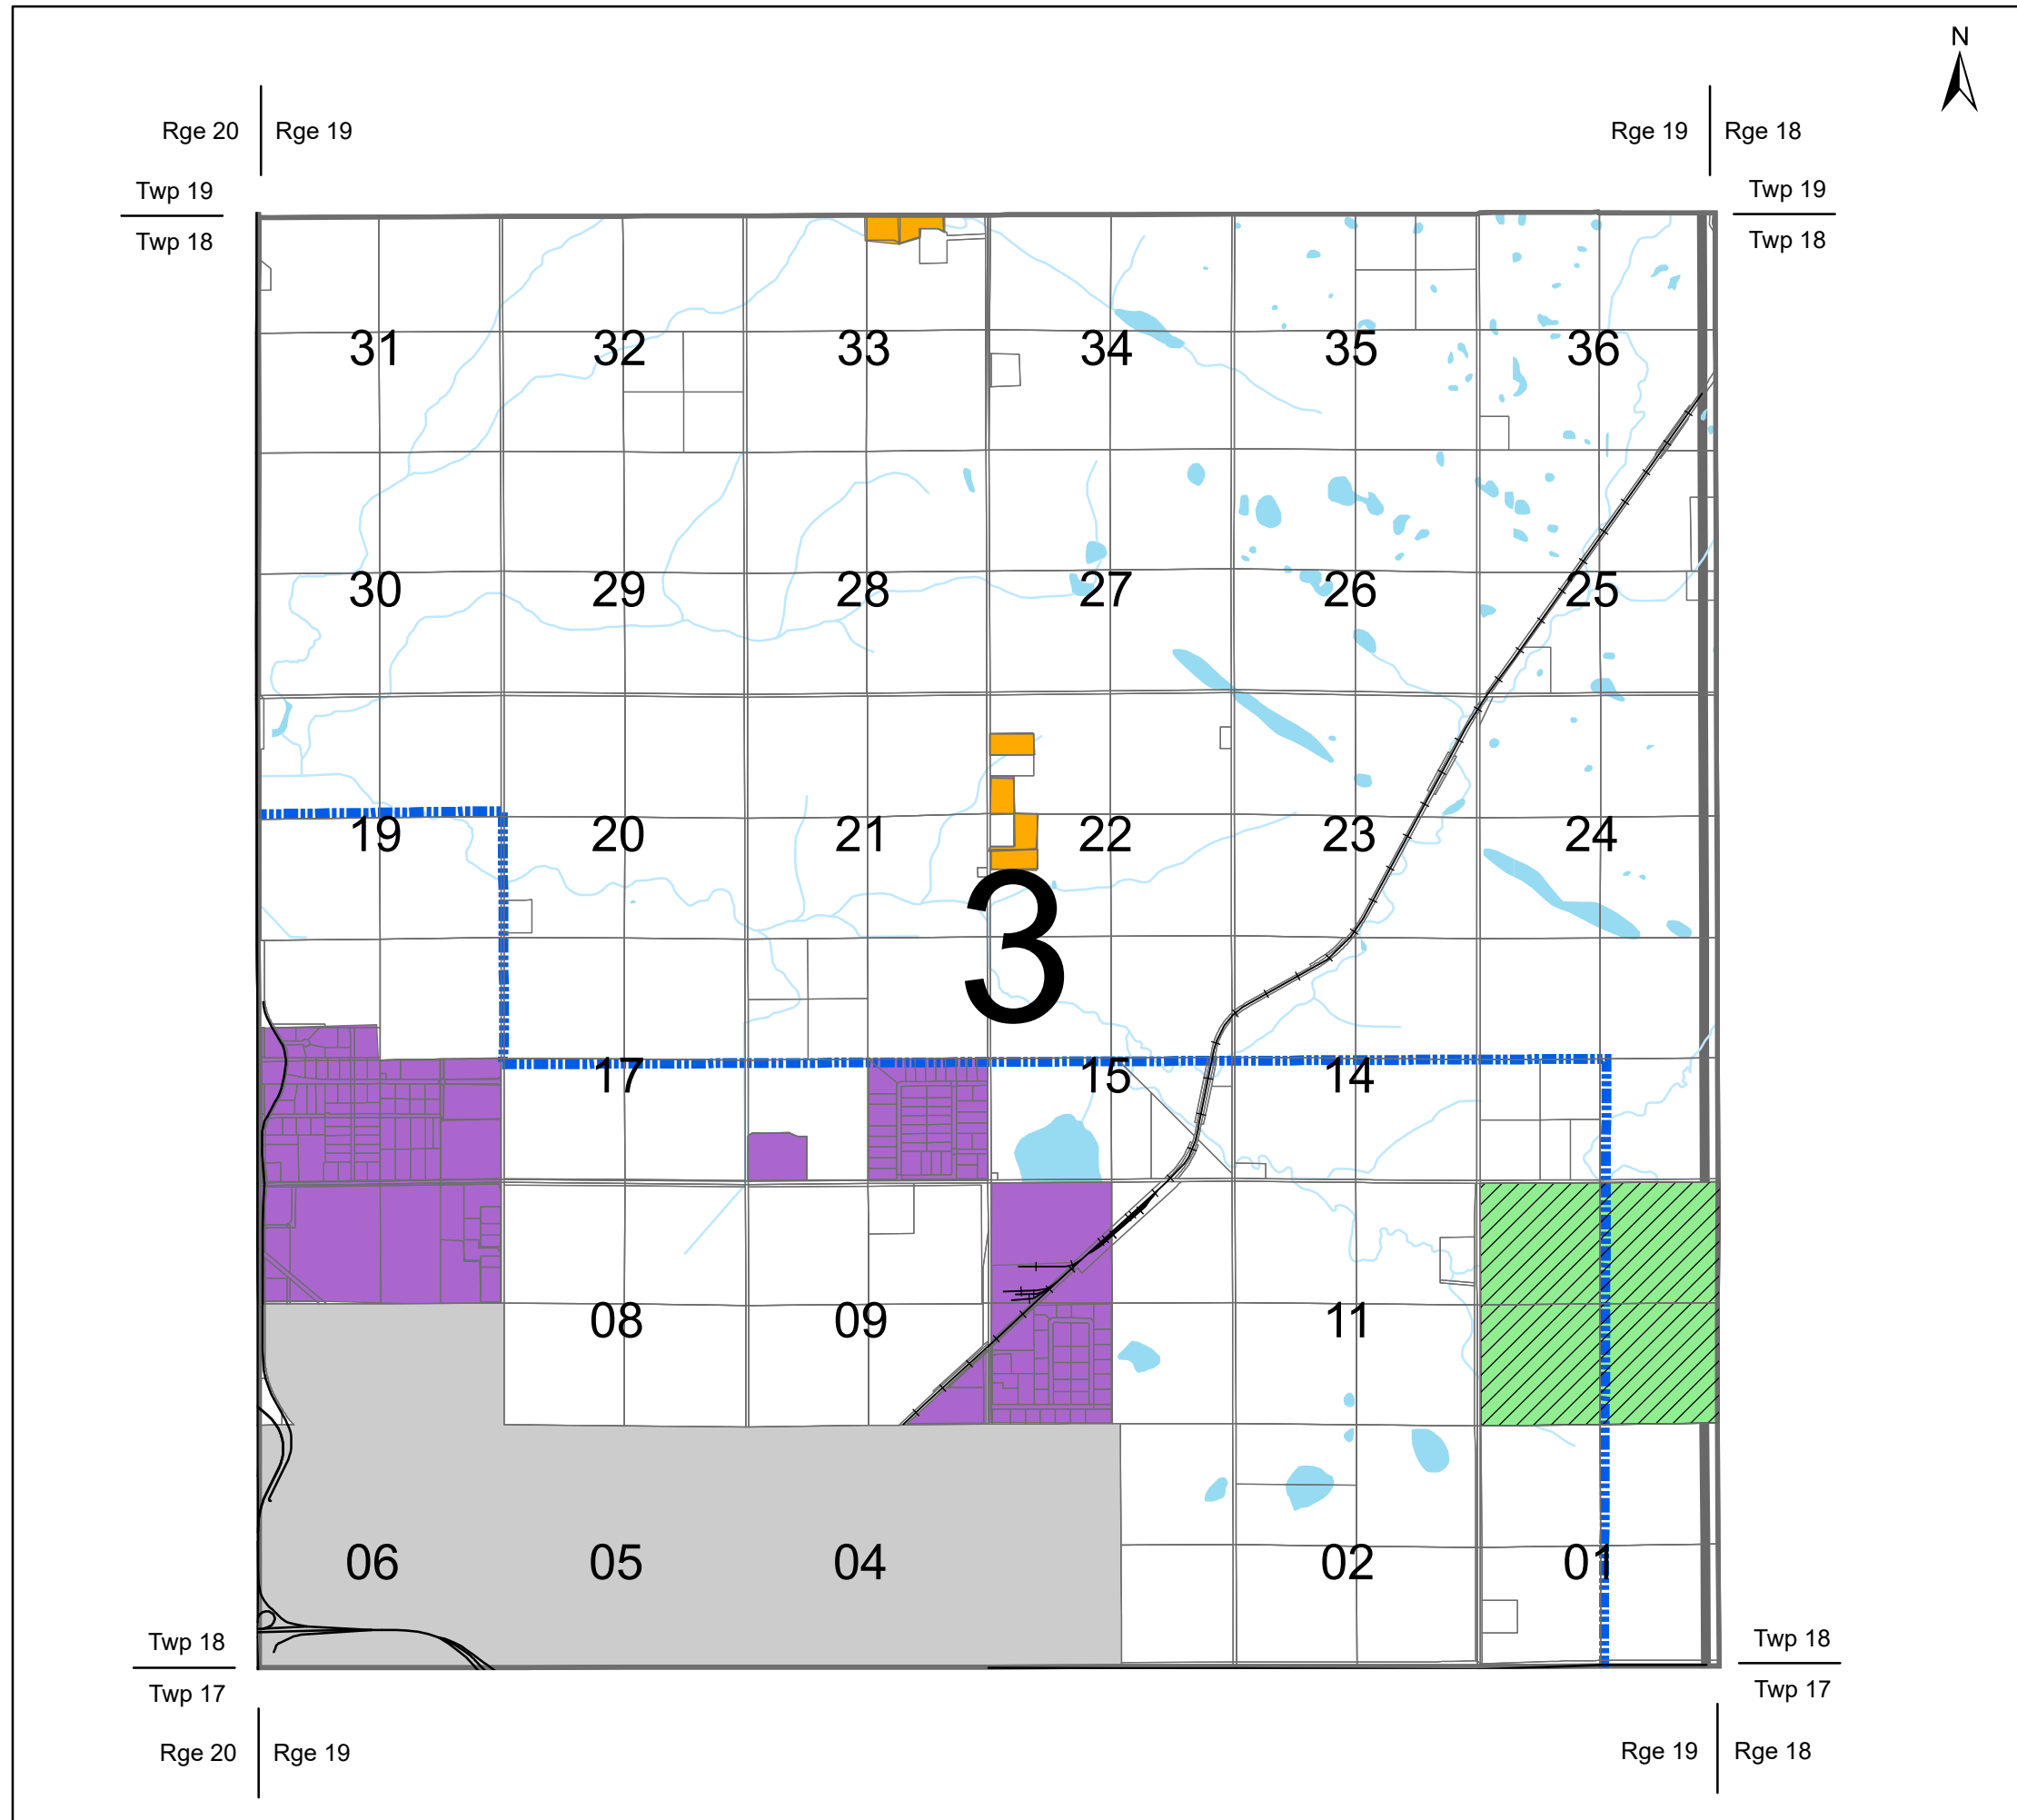 N
Rge 20 Rge 19 Rge 19 Rge 18
Twp 19 Twp 19
Twp 18 Twp 18
31 32 33 34 35 36
30 29 28 27 26 25
19 20 21 22 23 24
3
17 15 14
08 09 11
06 05 04 02 01
Twp 18 Twp 18
Twp 17 Twp 17
Rge 20 Rge 19 Rge 19 Rge 18